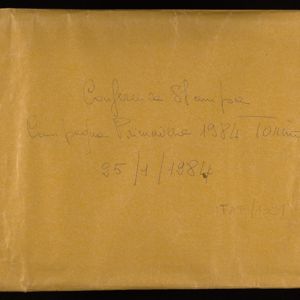 Conferenza Stampa
Campagna Primavera 1984 Torino
25/1/1984